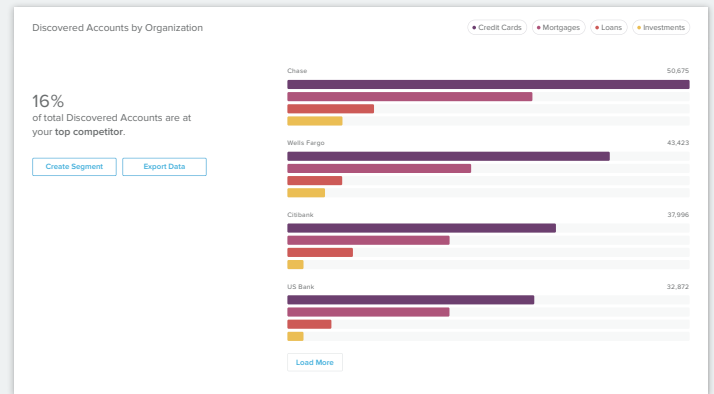 Discovered Accounts by Organization
Credit Cards
Mortgages
Loans
Investments
16%
of total Discovered Accounts are at
your top competitor.
Create Segment
Export Data
Chase
50,675
Wells Fargo
43,423
Citibank
37,996
US Bank
32,872
Load More